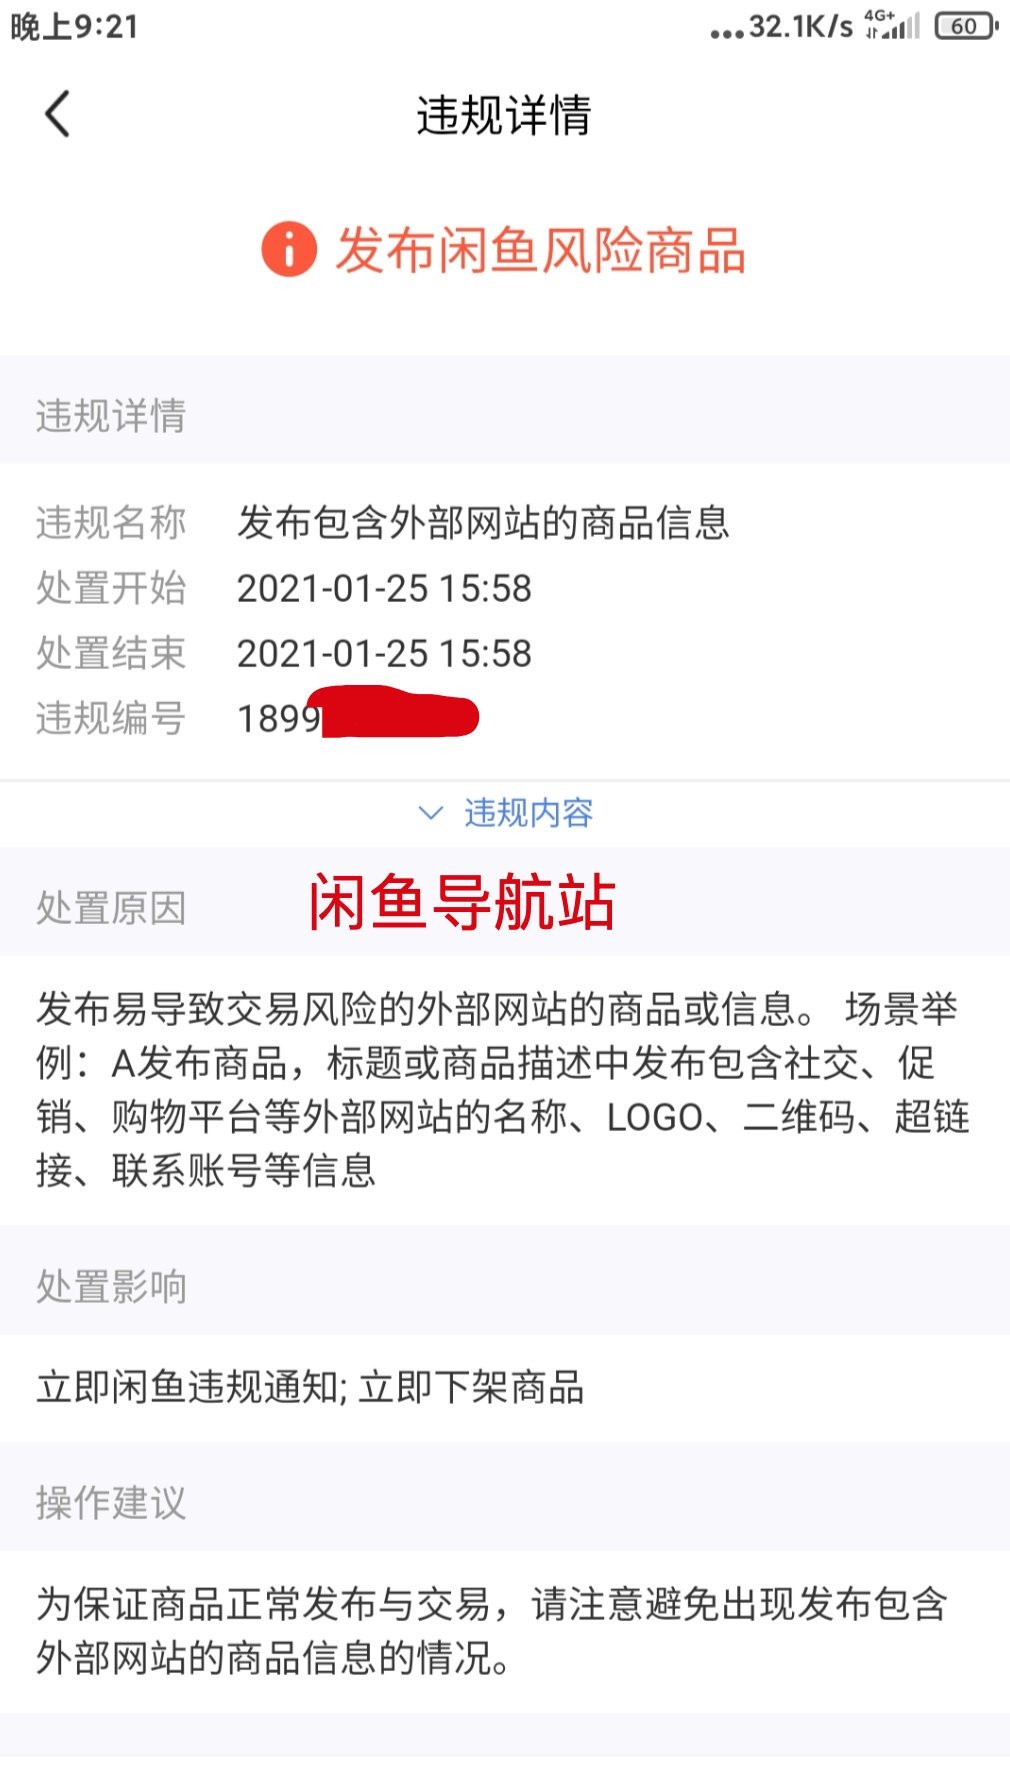 晚上9:21
...32.1K/s 4G+ 60
违规详情
发布闲鱼风险商品
违规详情
违规名称 发布包含外部网站的商品信息
处置开始 2021-01-25 15:58
处置结束 2021-01-25 15:58
违规编号 1899
违规内容
处置原因 闲鱼导航站
发布易导致交易风险的外部网站的商品或信息。 场景举
例：A发布商品，标题或商品描述中发布包含社交、促
销、购物平台等外部网站的名称、LOGO、二维码、超链
接、联系账号等信息
处置影响
立即闲鱼违规通知; 立即下架商品
操作建议
为保证商品正常发布与交易，请注意避免出现发布包含
外部网站的商品信息的情况。